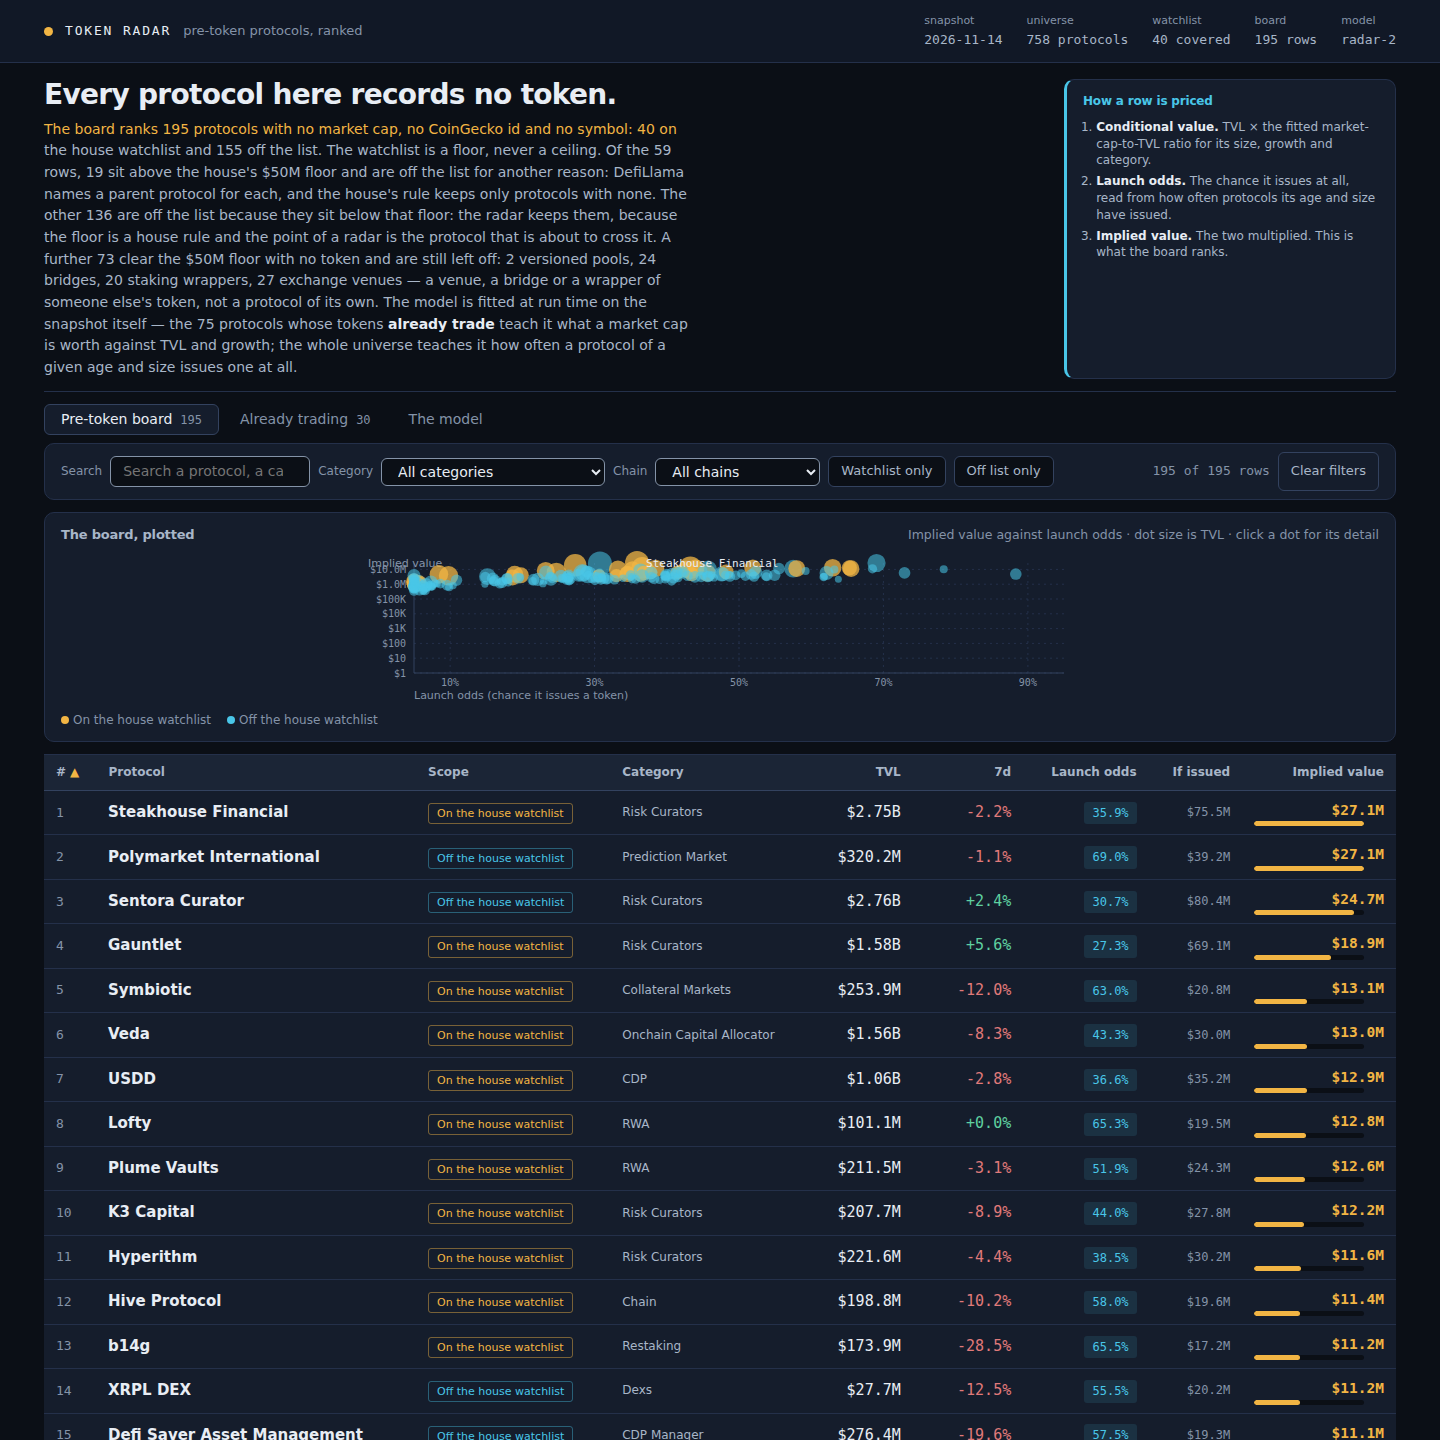 TOKEN RADAR pre-token protocols, ranked
snapshot universe watchlist board model
2026-11-14 758 protocols 40 covered 195 rows radar-2
Every protocol here records no token.
The board ranks 195 protocols with no market cap, no CoinGecko id and no symbol: 40 on
the house watchlist and 155 off the list. The watchlist is a floor, never a ceiling. Of the 59
rows, 19 sit above the house's $50M floor and are off the list for another reason: DefiLlama
names a parent protocol for each, and the house's rule keeps only protocols with none. The
other 136 are off the list because they sit below that floor: the radar keeps them, because
the floor is a house rule and the point of a radar is the protocol that is about to cross it. A
further 73 clear the $50M floor with no token and are still left off: 2 versioned pools, 24
bridges, 20 staking wrappers, 27 exchange venues — a venue, a bridge or a wrapper of
someone else's token, not a protocol of its own. The model is fitted at run time on the
snapshot itself — the 75 protocols whose tokens already trade teach it what a market cap
is worth against TVL and growth; the whole universe teaches it how often a protocol of a
given age and size issues one at all.
How a row is priced
1. Conditional value. TVL × the fitted market-
cap-to-TVL ratio for its size, growth and
category.
2. Launch odds. The chance it issues at all,
read from how often protocols its age and size
have issued.
3. Implied value. The two multiplied. This is
what the board ranks.
Pre-token board 195 Already trading 30 The model
Search Search a protocol, a ca Category All categories Chain All chains Watchlist only Off list only 195 of 195 rows Clear filters
The board, plotted Implied value against launch odds · dot size is TVL · click a dot for its detail
Implied value Steakhouse Financial
$10.0M
$1.0M
$100K
$10K
$1K
$100
$10
$1
10% 30% 50% 70% 90%
Launch odds (chance it issues a token)
On the house watchlist Off the house watchlist
# ▲ Protocol Scope Category TVL 7d Launch odds If issued Implied value
1 Steakhouse Financial On the house watchlist Risk Curators $2.75B -2.2% 35.9% $75.5M $27.1M
2 Polymarket International Off the house watchlist Prediction Market $320.2M -1.1% 69.0% $39.2M $27.1M
3 Sentora Curator Off the house watchlist Risk Curators $2.76B +2.4% 30.7% $80.4M $24.7M
4 Gauntlet On the house watchlist Risk Curators $1.58B +5.6% 27.3% $69.1M $18.9M
5 Symbiotic On the house watchlist Collateral Markets $253.9M -12.0% 63.0% $20.8M $13.1M
6 Veda On the house watchlist Onchain Capital Allocator $1.56B -8.3% 43.3% $30.0M $13.0M
7 USDD On the house watchlist CDP $1.06B -2.8% 36.6% $35.2M $12.9M
8 Lofty On the house watchlist RWA $101.1M +0.0% 65.3% $19.5M $12.8M
9 Plume Vaults On the house watchlist RWA $211.5M -3.1% 51.9% $24.3M $12.6M
10 K3 Capital On the house watchlist Risk Curators $207.7M -8.9% 44.0% $27.8M $12.2M
11 Hyperithm On the house watchlist Risk Curators $221.6M -4.4% 38.5% $30.2M $11.6M
12 Hive Protocol On the house watchlist Chain $198.8M -10.2% 58.0% $19.6M $11.4M
13 b14g On the house watchlist Restaking $173.9M -28.5% 65.5% $17.2M $11.2M
14 XRPL DEX Off the house watchlist Dexs $27.7M -12.5% 55.5% $20.2M $11.2M
15 Defi Saver Asset Management Off the house watchlist CDP Manager $276.4M -19.6% 57.5% $19.3M $11.1M